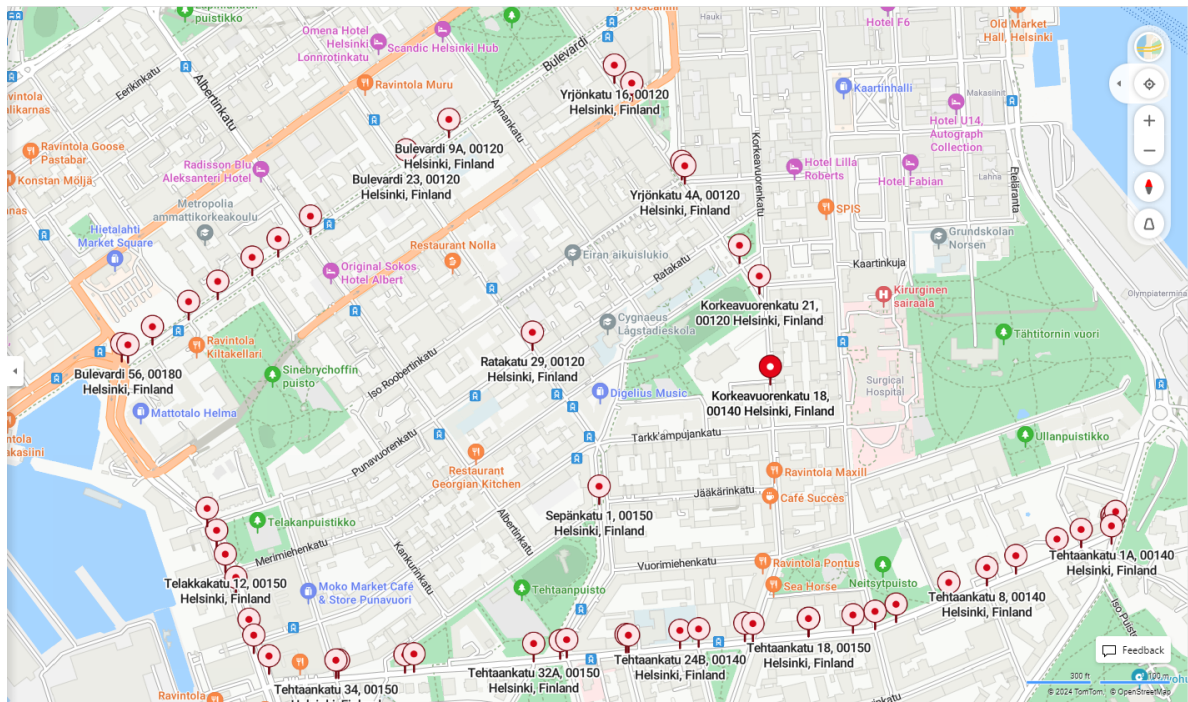 Lapinlahden
puistikko
Omena Hotel
Helsinki
Lonnrotinkatu
Scandic Helsinki Hub
Bulevardi
Toscanini
Hauki
Hotel F6
Old Market
Hall, Helsinki
Eerikinkatu
Albertinkatu
Ravintola Muru
Annankatu
Yrjönkatu 16, 00120
Helsinki, Finland
Kaartinhalli
Makasiini
Hotel U14,
Autograph
Collection
Ravintola Goose
Pastabar
Konstan Möljä
Radisson Blu
Aleksanteri Hotel
Bulevardi 9A, 00120
Helsinki, Finland
Bulevardi 23, 00120
Helsinki, Finland
Korkeavuorenkatu
Hotel Lilla
Roberts
Hotel Fabian
Lahna
Eteläranta
Metropolia
ammattikorkeakoulu
Yrjönkatu 4A, 00120
Helsinki, Finland
SPIS
Hietalahti
Market Square
Restaurant Nolla
Eiran aikuislukio
Ratakatu
Grundskolan
Norsen
Original Sokos
Hotel Albert
Kaartinkuja
Kirurginen
sairaala
Olympiatermina
Korkeavuorenkatu 21,
00120 Helsinki, Finland
Cygnaeus
Lågstadieskola
Tähtitornin vuori
Ravintola
Kiltakellari
Ratakatu 29, 00120
Helsinki, Finland
Iso Roobertinkatu
Bulevardi 56, 00180
Helsinki, Finland
Sinebrychoffin
puisto
Surgical
Hospital
Mattotalo Helma
Digelius Music
Korkeavuorenkatu 18,
00140 Helsinki, Finland
Punavuorenkatu
Tarkk'ampujankatu
Ullanpuistikko
Restaurant
Georgian Kitchen
Ravintola Maxill
Jääkärinkatu
Café Succès
Telakanpuistikko
Albertinkatu
Sepänkatu 1, 00150
Helsinki, Finland
Merimiehenkatu
Kankurinkatu
Vuorimiehenkatu
Ravintola Pontus
Tehtaankatu 1A, 00140
Helsinki, Finland
Telakkakatu 12, 00150
Helsinki, Finland
Moko Market Café
& Store Punavuori
Tehtaanpuisto
Sea Horse
Neitsytpuisto
Tehtaankatu 8, 00140
Helsinki, Finland
Iso Puisto
Tehtaankatu 18, 00150
Helsinki, Finland
Tehtaankatu 24B, 00140
Helsinki, Finland
Tehtaankatu 32A, 00150
Helsinki, Finland
Tehtaankatu 34, 00150
Helsinki, Finland
Ravintola
Feedback
300 ft
100 m
© 2024 TomTom, © OpenStreetMap